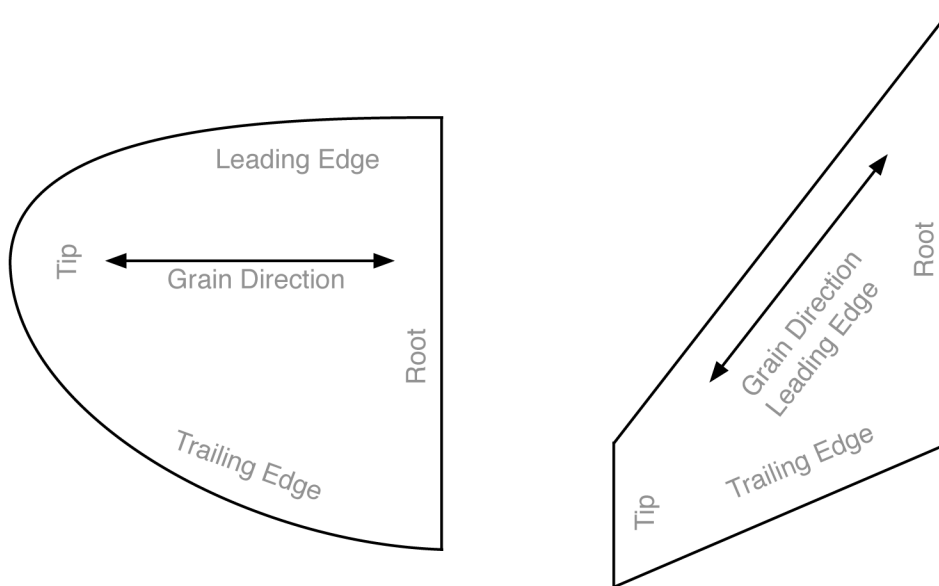 Leading Edge
Tip
Grain Direction
Root
Trailing Edge
Root
Grain Direction
Leading Edge
Trailing Edge
Tip